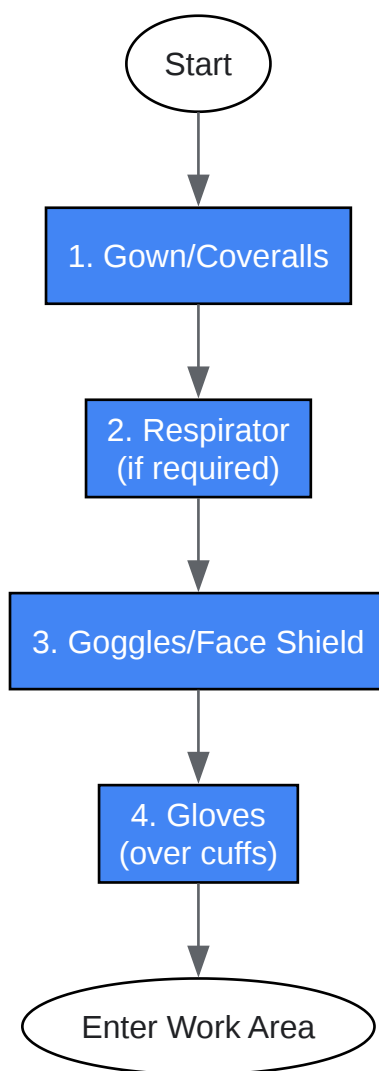 Start
1. Gown/Coveralls
2. Respirator
(if required)
3. Goggles/Face Shield
4. Gloves
(over cuffs)
Enter Work Area